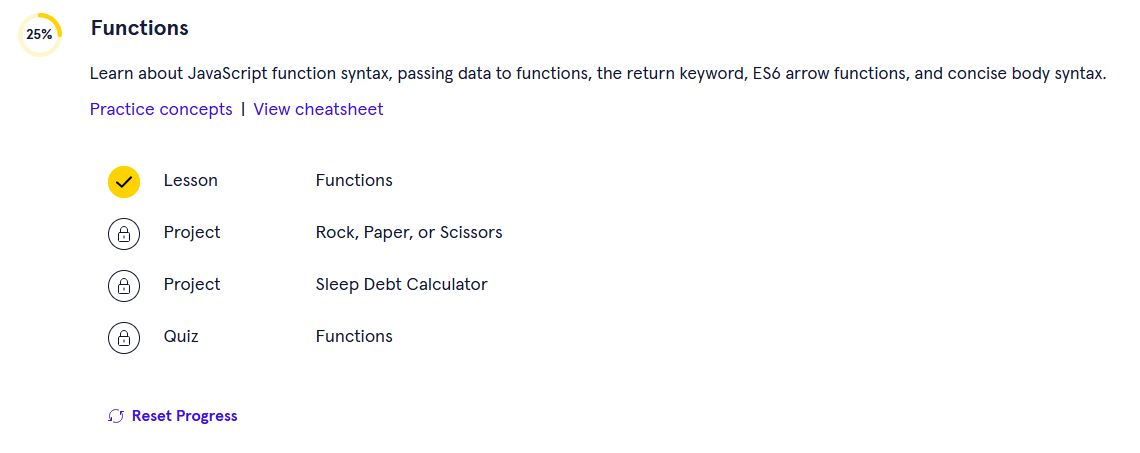 25% Functions
Learn about JavaScript function syntax, passing data to functions, the return keyword, ES6 arrow functions, and concise body syntax.
Practice concepts | View cheatsheet
Lesson Functions
Project Rock, Paper, or Scissors
Project Sleep Debt Calculator
Quiz Functions
Reset Progress